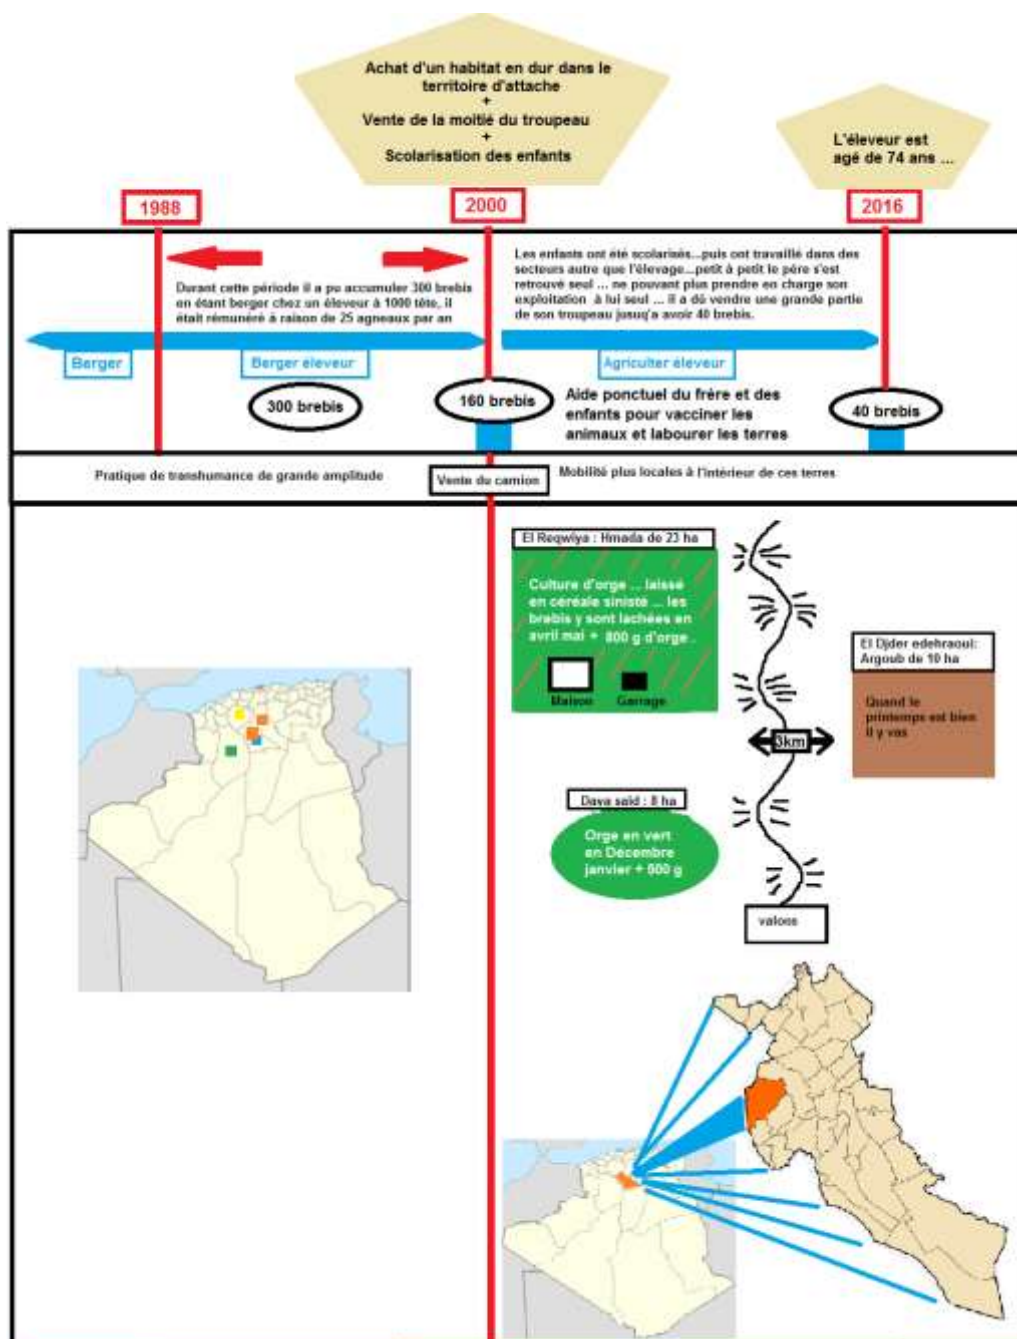 Achat d'un habitat en dur dans le
territoire d'attache
+
Vente de la moitié du troupeau
+
Scolarisation des enfants
L'éleveur est
agé de 74 ans ...
1988
2000
2016
Durant cette période il a pu accumuler 300 brebis
en étant berger chez un éleveur à 1000 tête, il
était rémunéré à raison de 25 agneaux par an
Les enfants ont été scolarisés...puis ont travaillé dans des
secteurs autre que l'élevage...petit à petit le père s'est
retrouvé seul ... ne pouvant plus prendre en charge son
exploitation à lui seul ... il a dû vendre une grande partie
de son troupeau jusuq'a avoir 40 brebis.
Berger
Berger éleveur
Agriculter éleveur
300 brebis
160 brebis
Aide ponctuel du frère et des
enfants pour vacciner les
animaux et labourer les terres
40 brebis
Pratique de transhumance de grande amplitude
Vente du camion
Mobilité plus locales à l'intérieur de ces terres
El Reqwiya : Hmada de 23 ha
Culture d'orge ... laissé
en ceréale sinisté ... les
brebis y sont lachées en
avril mai + 800 g d'orge .
Maison
Garrage
El Djder edehraoui:
Argoub de 10 ha
Quand le
printemps est bien
il y vas
3km
Daya said : 8 ha
Orge en vert
en Décembre
janvier + 500 g
valons